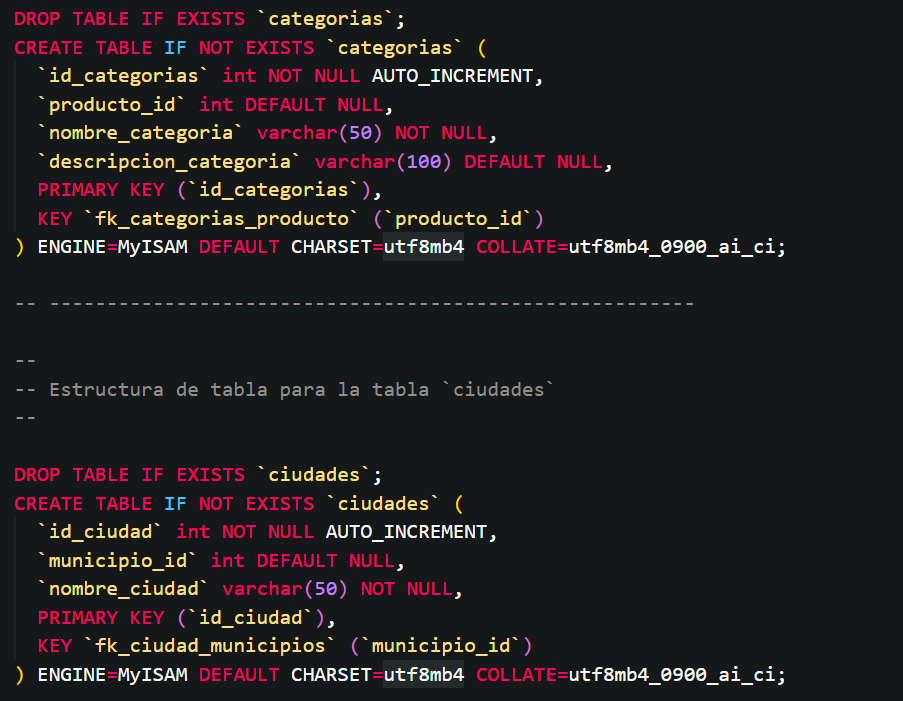 DROP TABLE IF EXISTS `categorias`;
CREATE TABLE IF NOT EXISTS `categorias` (
  `id_categorias` int NOT NULL AUTO_INCREMENT,
  `producto_id` int DEFAULT NULL,
  `nombre_categoria` varchar(50) NOT NULL,
  `descripcion_categoria` varchar(100) DEFAULT NULL,
  PRIMARY KEY (`id_categorias`),
  KEY `fk_categorias_producto` (`producto_id`)
) ENGINE=MyISAM DEFAULT CHARSET=utf8mb4 COLLATE=utf8mb4_0900_ai_ci;
-- --------------------------------------------------------
--
-- Estructura de tabla para la tabla `ciudades`
--
DROP TABLE IF EXISTS `ciudades`;
CREATE TABLE IF NOT EXISTS `ciudades` (
  `id_ciudad` int NOT NULL AUTO_INCREMENT,
  `municipio_id` int DEFAULT NULL,
  `nombre_ciudad` varchar(50) NOT NULL,
  PRIMARY KEY (`id_ciudad`),
  KEY `fk_ciudad_municipios` (`municipio_id`)
) ENGINE=MyISAM DEFAULT CHARSET=utf8mb4 COLLATE=utf8mb4_0900_ai_ci;